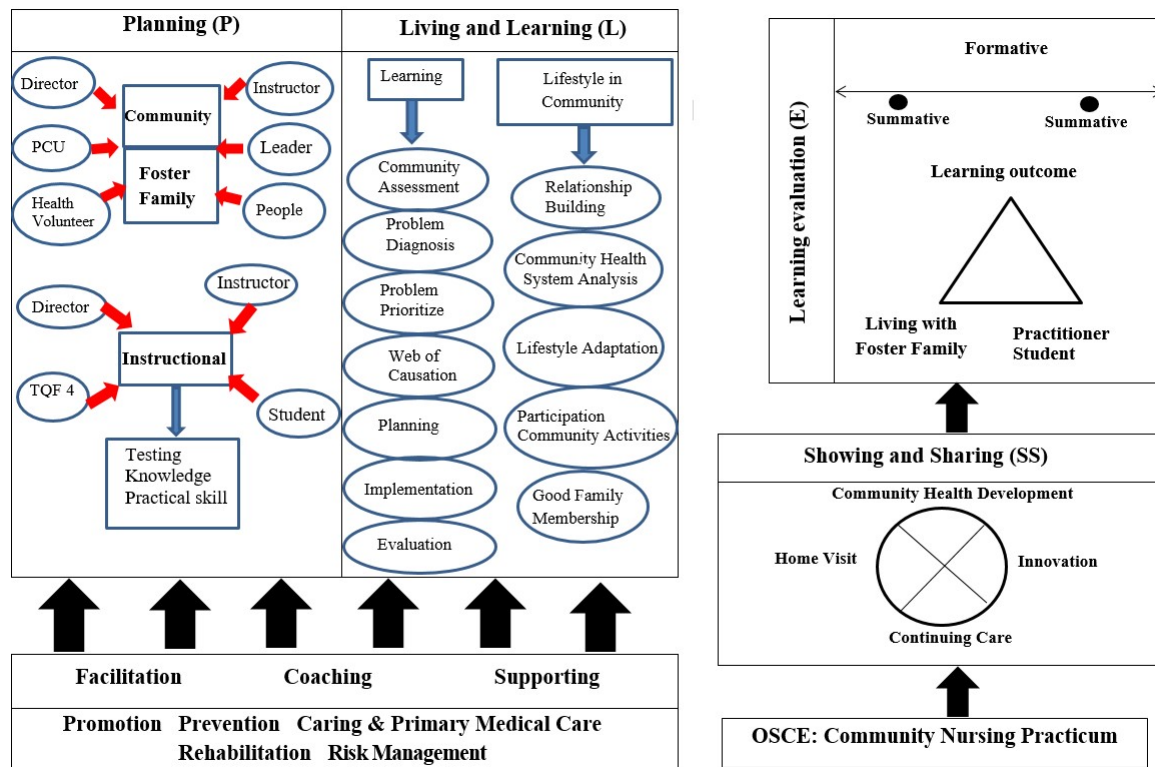 Planning (P)
Director
Instructor
Community
PCU
Leader
Foster
Family
Health
Volunteer
People
Instructor
Director
Instructional
TQF 4
Student
Testing
Knowledge
Practical skill
Living and Learning (L)
Learning
Lifestyle in
Community
Community
Assessment
Problem
Diagnosis
Problem
Prioritize
Web of
Causation
Planning
Implementation
Evaluation
Relationship
Building
Community Health
System Analysis
Lifestyle Adaptation
Participation
Community Activities
Good Family
Membership
Facilitation Coaching Supporting
Promotion Prevention Caring & Primary Medical Care
Rehabilitation Risk Management
Learning evaluation (E)
Formative
Summative
Summative
Learning outcome
Living with
Foster Family
Practitioner
Student
Showing and Sharing (SS)
Community Health Development
Home Visit
Innovation
Continuing Care
OSCE: Community Nursing Practicum